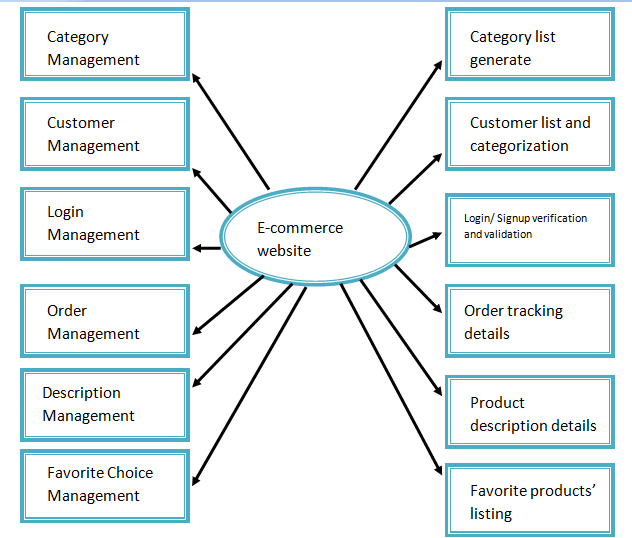 Category
Management
Customer
Management
Login
Management
Order
Management
Description
Management
Favorite Choice
Management
E-commerce
website
Category list
generate
Customer list and
categorization
Login/ Signup verification
and validation
Order tracking
details
Product
description details
Favorite products’
listing